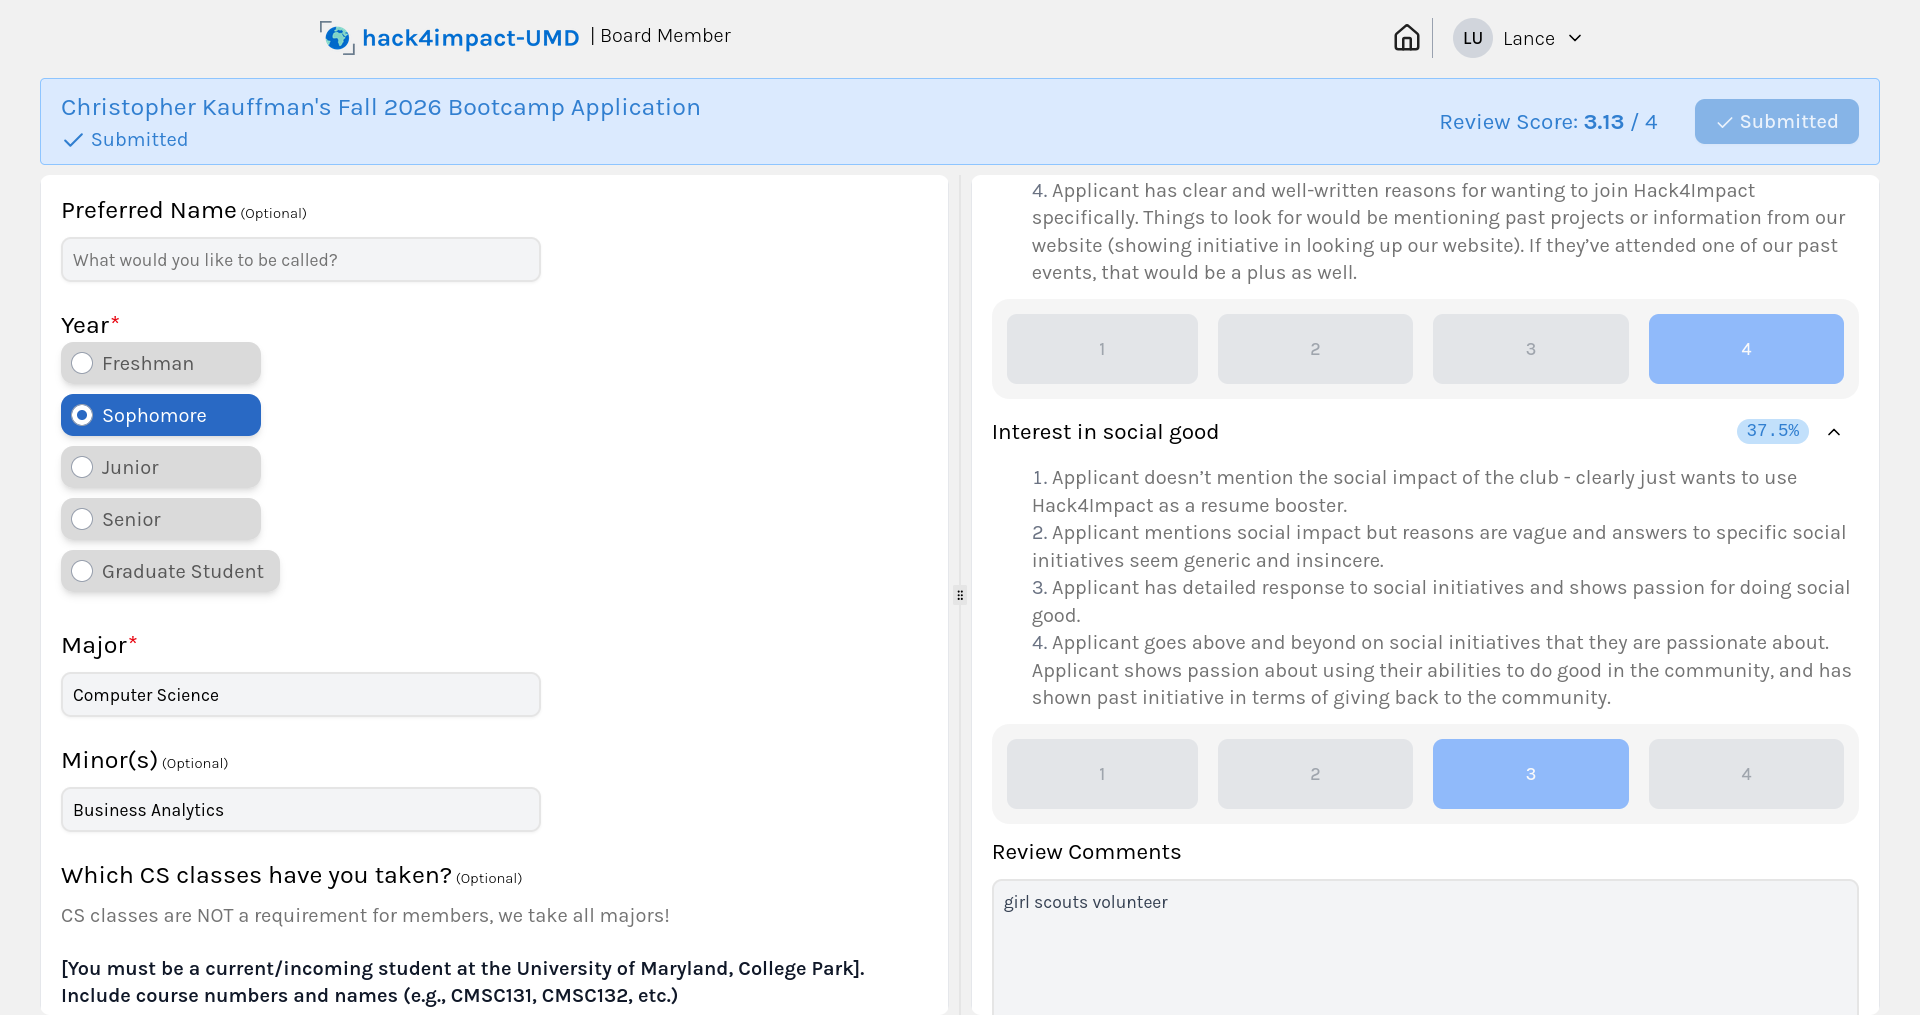 hack4impact-UMD | Board Member
LU Lance
Christopher Kauffman's Fall 2026 Bootcamp Application
Submitted
Review Score: 3.13 / 4
Submitted
Preferred Name (Optional)
What would you like to be called?
Year*
Freshman
Sophomore
Junior
Senior
Graduate Student
Major*
Computer Science
Minor(s) (Optional)
Business Analytics
Which CS classes have you taken? (Optional)
CS classes are NOT a requirement for members, we take all majors!
[You must be a current/incoming student at the University of Maryland, College Park].
Include course numbers and names (e.g., CMSC131, CMSC132, etc.)
4. Applicant has clear and well-written reasons for wanting to join Hack4Impact
specifically. Things to look for would be mentioning past projects or information from our
website (showing initiative in looking up our website). If they’ve attended one of our past
events, that would be a plus as well.
1 2 3 4
Interest in social good 37.5%
1. Applicant doesn’t mention the social impact of the club - clearly just wants to use
Hack4Impact as a resume booster.
2. Applicant mentions social impact but reasons are vague and answers to specific social
initiatives seem generic and insincere.
3. Applicant has detailed response to social initiatives and shows passion for doing social
good.
4. Applicant goes above and beyond on social initiatives that they are passionate about.
Applicant shows passion about using their abilities to do good in the community, and has
shown past initiative in terms of giving back to the community.
1 2 3 4
Review Comments
girl scouts volunteer